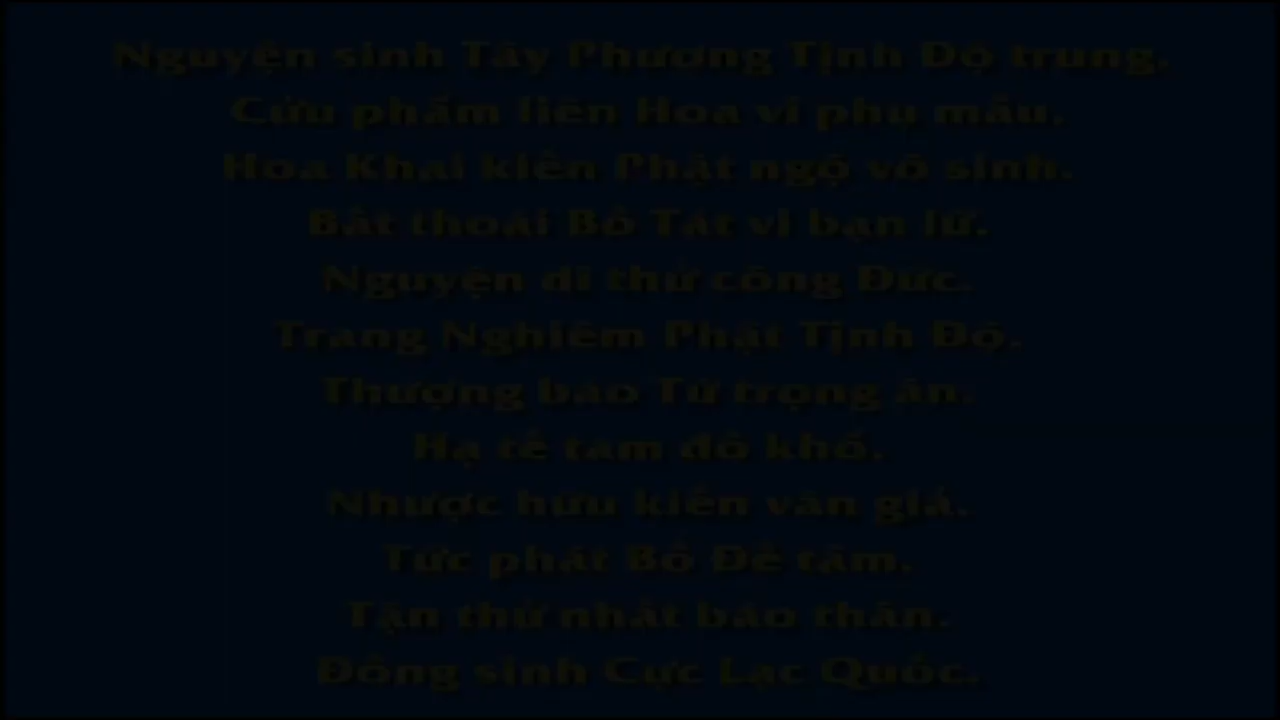 Nguyện sinh Tây Phương Tịnh Độ trung.
Cửu phẩm liên Hoa vi phụ mẫu.
Hoa Khai kiến Phật ngộ vô sinh.
Bất thoái Bồ Tát vi bạn lữ.
Nguyện dĩ thử công Đức.
Trang Nghiêm Phật Tịnh Độ.
Thượng báo Tứ trọng ân.
Hạ tế tam đồ khổ.
Nhược hữu kiến văn giả.
Tức phát Bồ Đề tâm.
Tận thử nhất báo thân.
Đồng sinh Cực Lạc Quốc.